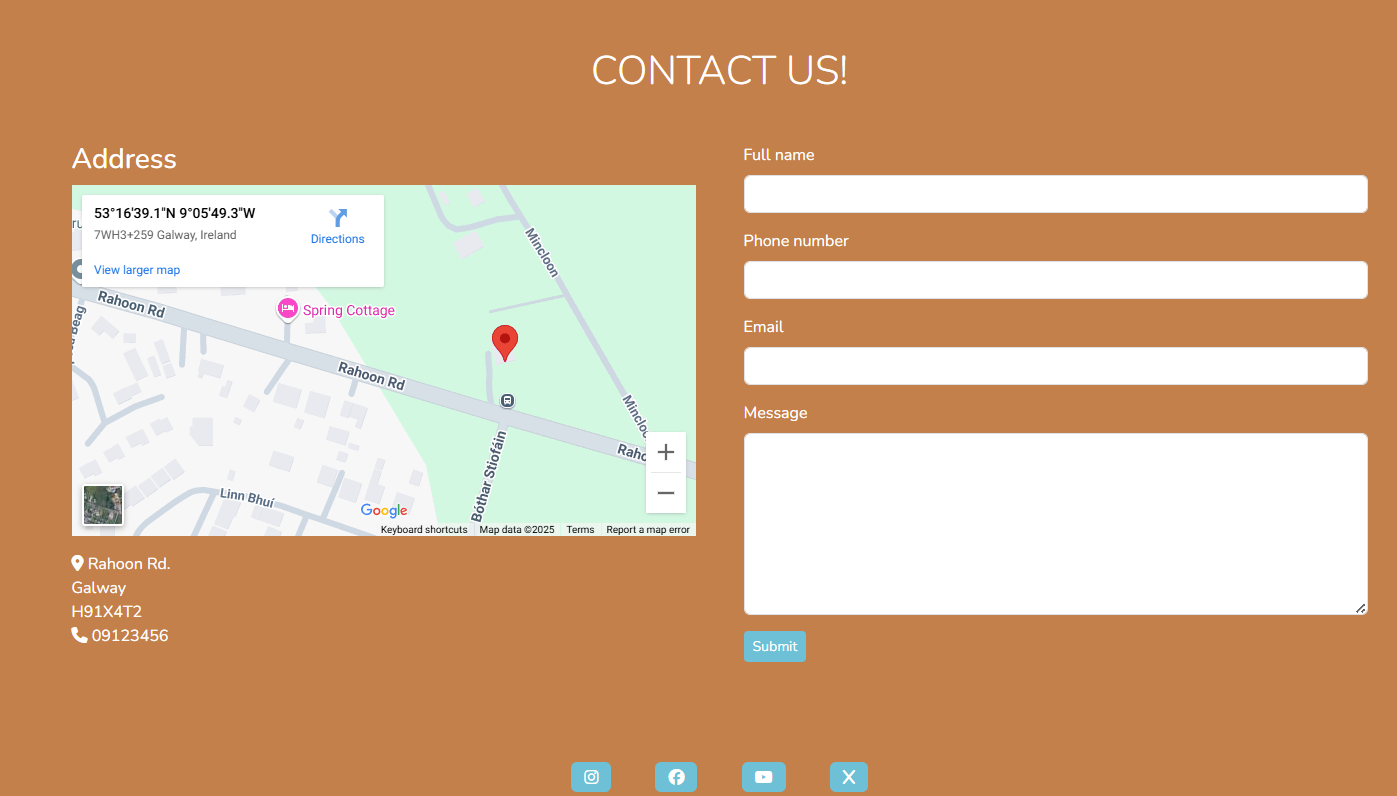 CONTACT US!
Address
53°16'39.1"N 9°05'49.3"W
7WH3+259 Galway, Ireland
Directions
View larger map
Rahoon Rd
Spring Cottage
Mincloon
Rahoon Rd
Bóthar Stiofáin
Linn Bhuí
Google
Keyboard shortcuts
Map data ©2025
Terms
Report a map error
Rahoon Rd.
Galway
H91X4T2
09123456
Full name
Phone number
Email
Message
Submit